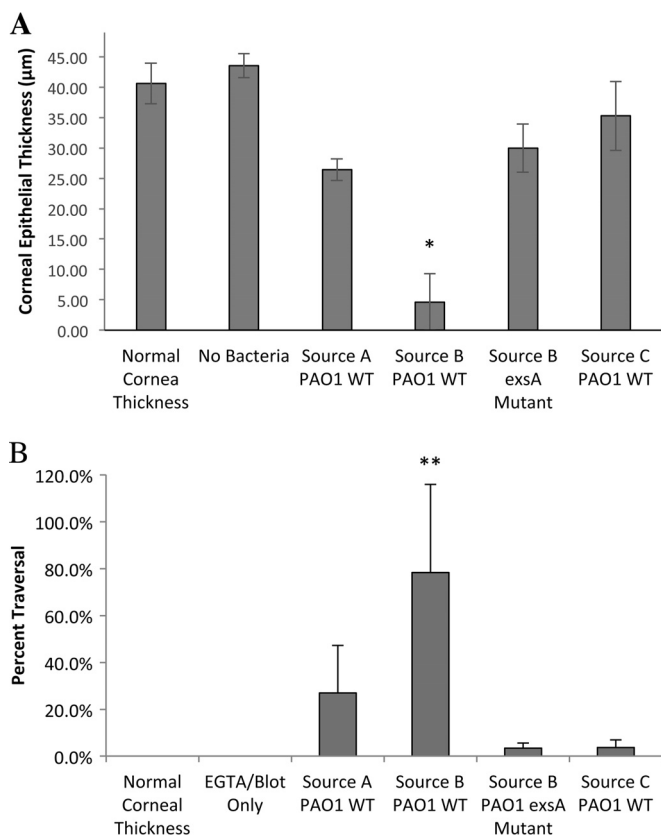 A
Corneal Epithelial Thickness (μm)
45.00
40.00
35.00
30.00
25.00
20.00
15.00
10.00
5.00
0.00
*
Normal
Cornea
Thickness
No Bacteria
Source A
PAO1 WT
Source B
PAO1 WT
Source B
exsA
Mutant
Source C
PAO1 WT
B
Percent Traversal
120.0%
100.0%
80.0%
60.0%
40.0%
20.0%
0.0%
**
Normal
Corneal
Thickness
EGTA/Blot
Only
Source A
PAO1 WT
Source B
PAO1 WT
Source B
PAO1 exsA
Mutant
Source C
PAO1 WT